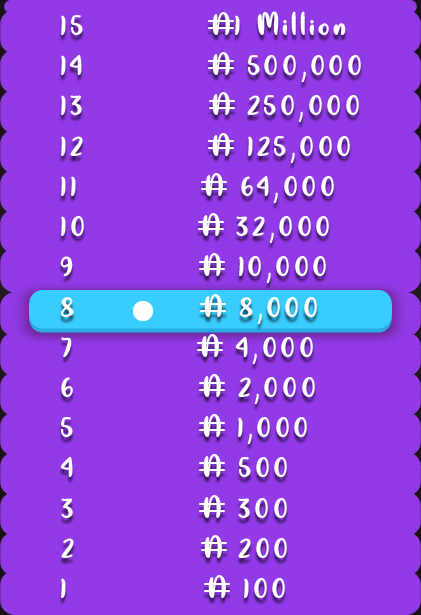 15 ₳1 Million
14 ₳ 500,000
13 ₳ 250,000
12 ₳ 125,000
11 ₳ 64,000
10 ₳ 32,000
9 ₳ 10,000
8 ₳ 8,000
7 ₳ 4,000
6 ₳ 2,000
5 ₳ 1,000
4 ₳ 500
3 ₳ 300
2 ₳ 200
1 ₳ 100